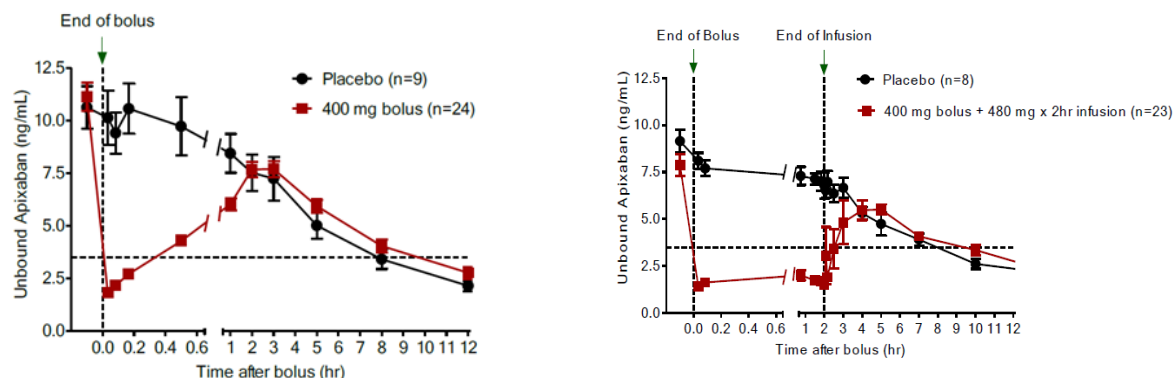 End of bolus
Placebo (n=9)
400 mg bolus (n=24)
Unbound Apixaban (ng/mL)
12.5
10.0
7.5
5.0
2.5
0.0
0.0 0.2 0.4 0.6 1 2 3 4 5 6 7 8 9 10 11 12
Time after bolus (hr)
End of Bolus
End of Infusion
Placebo (n=8)
400 mg bolus + 480 mg x 2hr infusion (n=23)
Unbound Apixaban (ng/mL)
12.5
10.0
7.5
5.0
2.5
0.0
0.0 0.2 0.4 0.6 1 2 3 4 5 6 7 8 9 10 11 12
Time after bolus (hr)